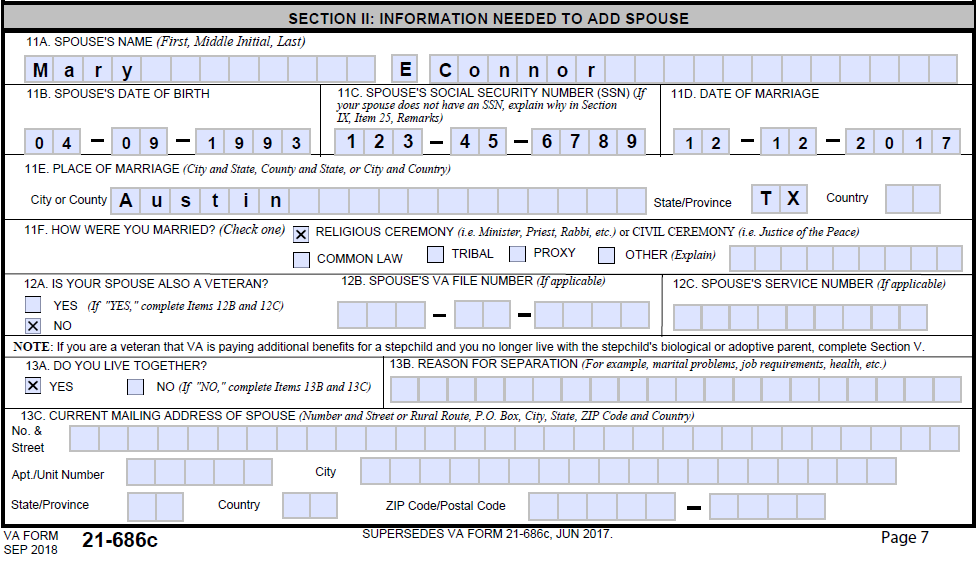 SECTION II: INFORMATION NEEDED TO ADD SPOUSE
11A. SPOUSE'S NAME (First, Middle Initial, Last)
Mary E Connor
11B. SPOUSE'S DATE OF BIRTH
04-09-1993
11C. SPOUSE'S SOCIAL SECURITY NUMBER (SSN) (If
your spouse does not have an SSN, explain why in Section
IX, Item 25, Remarks)
123-45-6789
11D. DATE OF MARRIAGE
12-12-2017
11E. PLACE OF MARRIAGE (City and State, County and State, or City and Country)
City or County Austin State/Province TX Country
11F. HOW WERE YOU MARRIED? (Check one) X RELIGIOUS CEREMONY (i.e. Minister, Priest, Rabbi, etc.) or CIVIL CEREMONY (i.e. Justice of the Peace)
COMMON LAW TRIBAL PROXY OTHER (Explain)
12A. IS YOUR SPOUSE ALSO A VETERAN?
YES (If "YES," complete Items 12B and 12C)
X NO
12B. SPOUSE'S VA FILE NUMBER (If applicable)
12C. SPOUSE'S SERVICE NUMBER (If applicable)
NOTE: If you are a veteran that VA is paying additional benefits for a stepchild and you no longer live with the stepchild's biological or adoptive parent, complete Section V.
13A. DO YOU LIVE TOGETHER?
X YES NO (If "NO," complete Items 13B and 13C)
13B. REASON FOR SEPARATION (For example, marital problems, job requirements, health, etc.)
13C. CURRENT MAILING ADDRESS OF SPOUSE (Number and Street or Rural Route, P.O. Box, City, State, ZIP Code and Country)
No. &
Street
Apt./Unit Number City
State/Province Country ZIP Code/Postal Code
VA FORM
SEP 2018
21-686c
SUPERSEDES VA FORM 21-686c, JUN 2017.
Page 7